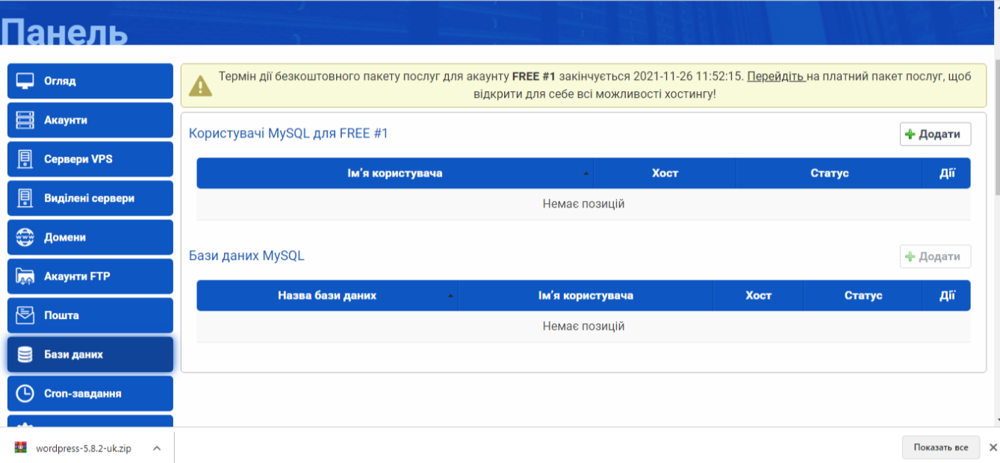 Панель
Огляд
Акаунти
Сервери VPS
Виділені сервери
Домени
Акаунти FTP
Пошта
Бази даних
Cron-завдання
Термін дії безкоштовного пакету послуг для акаунту FREE #1 закінчується 2021-11-26 11:52:15. Перейдіть на платний пакет послуг, щоб
відкрити для себе всі можливості хостингу!
Користувачі MySQL для FREE #1
Додати
Ім'я користувача Хост Статус Дії
Немає позицій
Бази даних MySQL
Додати
Назва бази даних Ім'я користувача Хост Статус Дії
Немає позицій
wordpress-5.8.2-uk.zip
Показать все